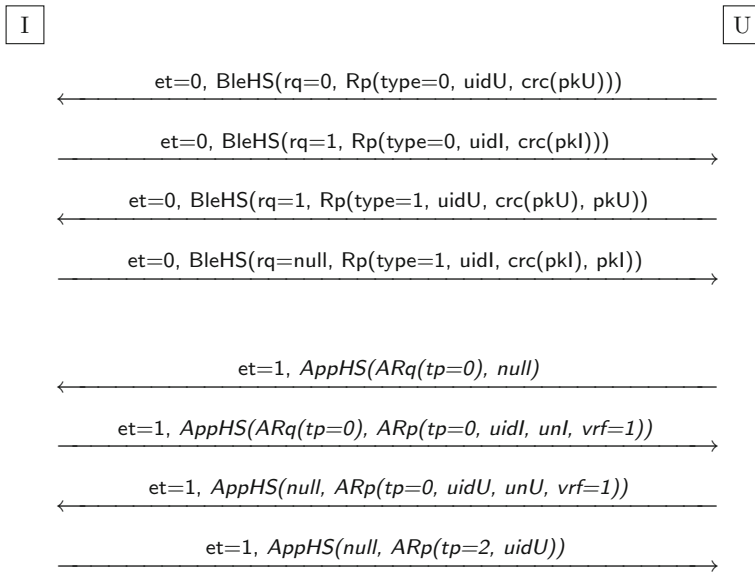 I
U
et=0, BleHS(rq=0, Rp(type=0, uidU, crc(pkU)))
et=0, BleHS(rq=1, Rp(type=0, uidI, crc(pkI)))
et=0, BleHS(rq=1, Rp(type=1, uidU, crc(pkU), pkU))
et=0, BleHS(rq=null, Rp(type=1, uidI, crc(pkI), pkI))
et=1, AppHS(ARq(tp=0), null)
et=1, AppHS(ARq(tp=0), ARp(tp=0, uidI, unI, vrf=1))
et=1, AppHS(null, ARp(tp=0, uidU, unU, vrf=1))
et=1, AppHS(null, ARp(tp=2, uidU))